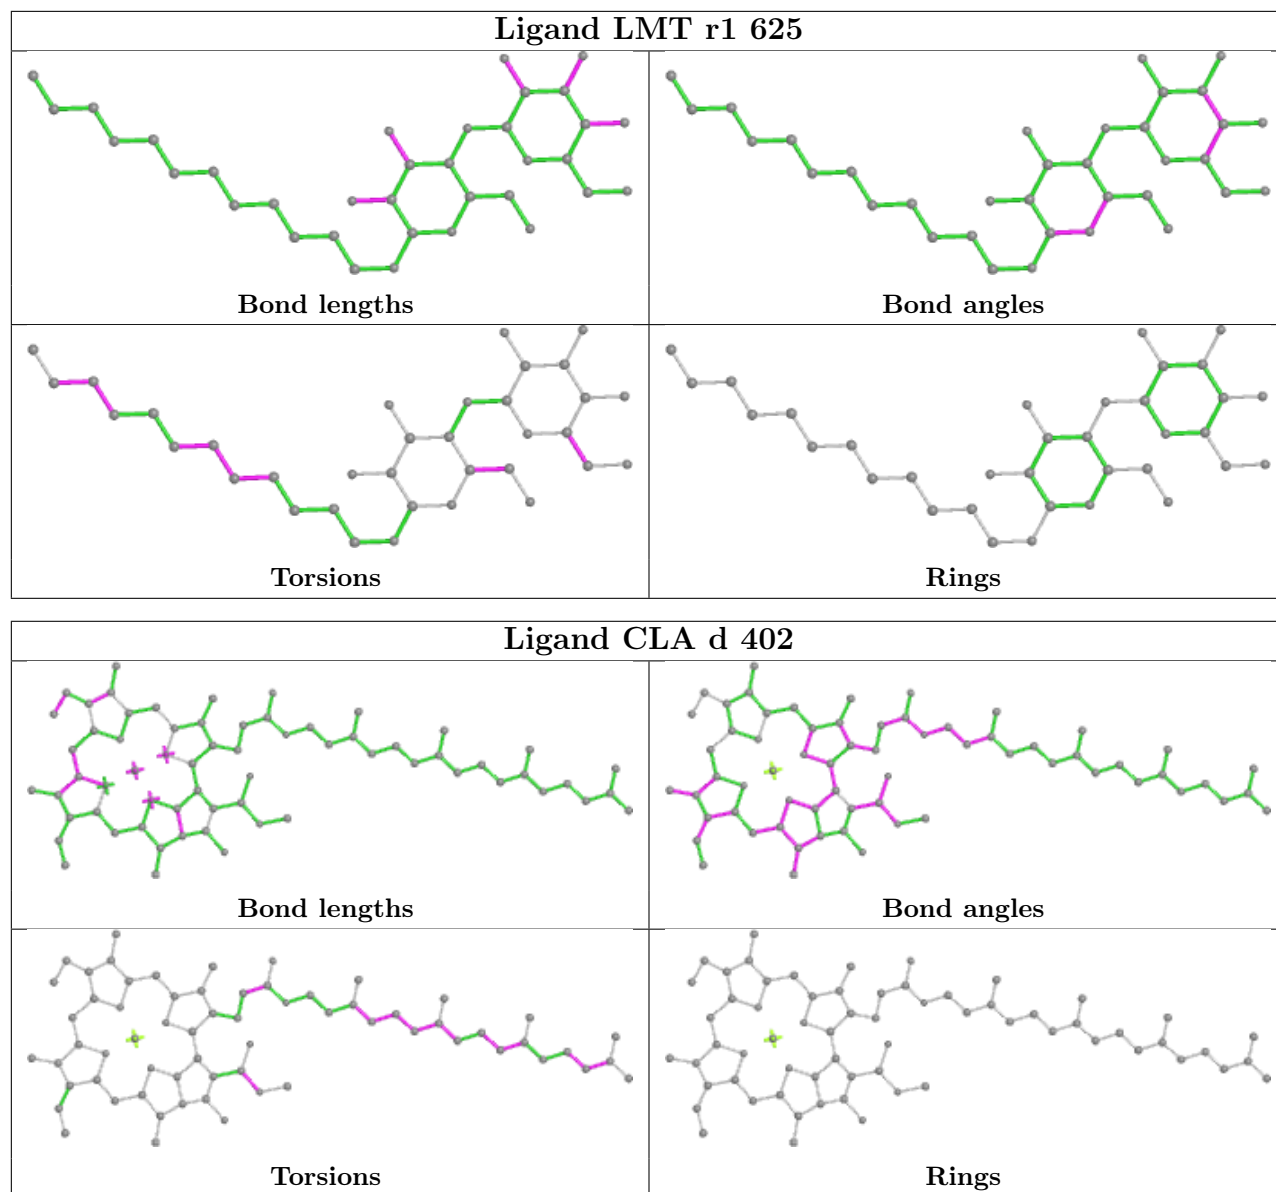 Ligand LMT r1 625
Bond lengths
Bond angles
Torsions
Rings
Ligand CLA d 402
Bond lengths
Bond angles
Torsions
Rings